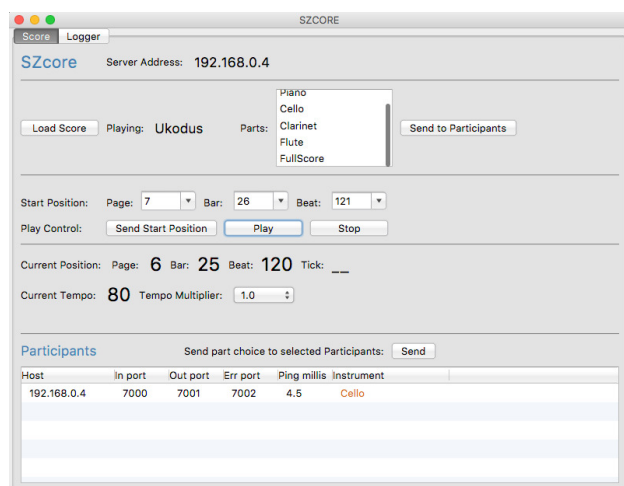 SZCORE
Score Logger
SZcore Server Address: 192.168.0.4
Piano
Cello
Load Score Playing: Ukodus Parts: Clarinet Send to Participants
Flute
FullScore
Start Position: Page: 7 Bar: 26 Beat: 121
Play Control: Send Start Position Play Stop
Current Position: Page: 6 Bar: 25 Beat: 120 Tick: __
Current Tempo: 80 Tempo Multiplier: 1.0
Participants Send part choice to selected Participants: Send
Host In port Out port Err port Ping millis Instrument
192.168.0.4 7000 7001 7002 4.5 Cello